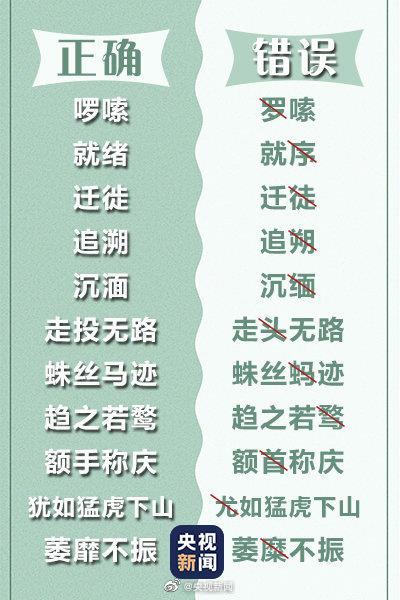 正确 错误
啰嗦 罗嗦
就绪 就序
迁徙 迁徒
追溯 追朔
沉湎 沉缅
走投无路 走头无路
蛛丝马迹 蛛丝蚂迹
趋之若鹜 趋之若骛
额手称庆 额首称庆
犹如猛虎下山 尤如猛虎下山
萎靡不振 萎糜不振
央视
新闻
@央视新闻